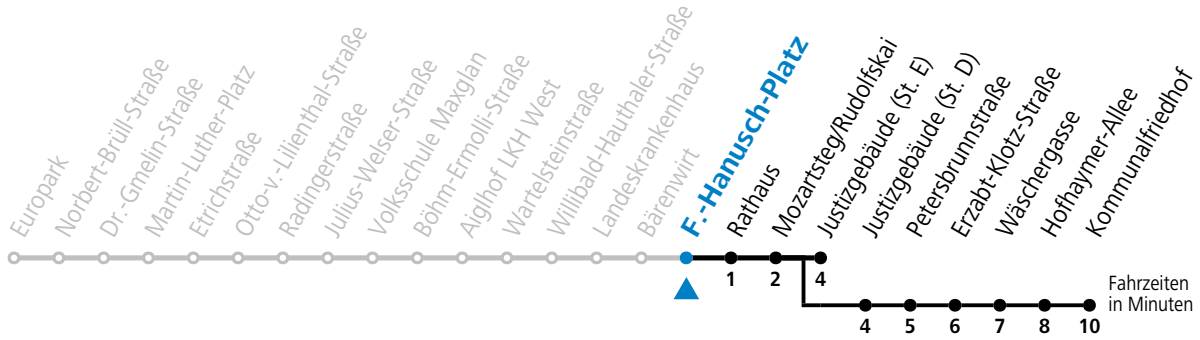 Europark
Norbert-Brüll-Straße
Dr.-Gmelin-Straße
Martin-Luther-Platz
Etrichstraße
Otto-v.-Lilienthal-Straße
Radingerstraße
Julius-Welser-Straße
Volksschule Maxglan
Böhm-Ermolli-Straße
Aiglhof LKH West
Wartelsteinstraße
Willibald-Hauthaler-Straße
Landeskrankenhaus
Bärenwirt
F.-Hanusch-Platz
Rathaus
Mozartsteg/Rudolfskai
Justizgebäude (St. E)
Justizgebäude (St. D)
Petersbrunnstraße
Erzabt-Klotz-Straße
Wäschergasse
Hofhaymer-Allee
Kommunalfriedhof
1 2 4
Fahrzeiten
in Minuten
4 5 6 7 8 10